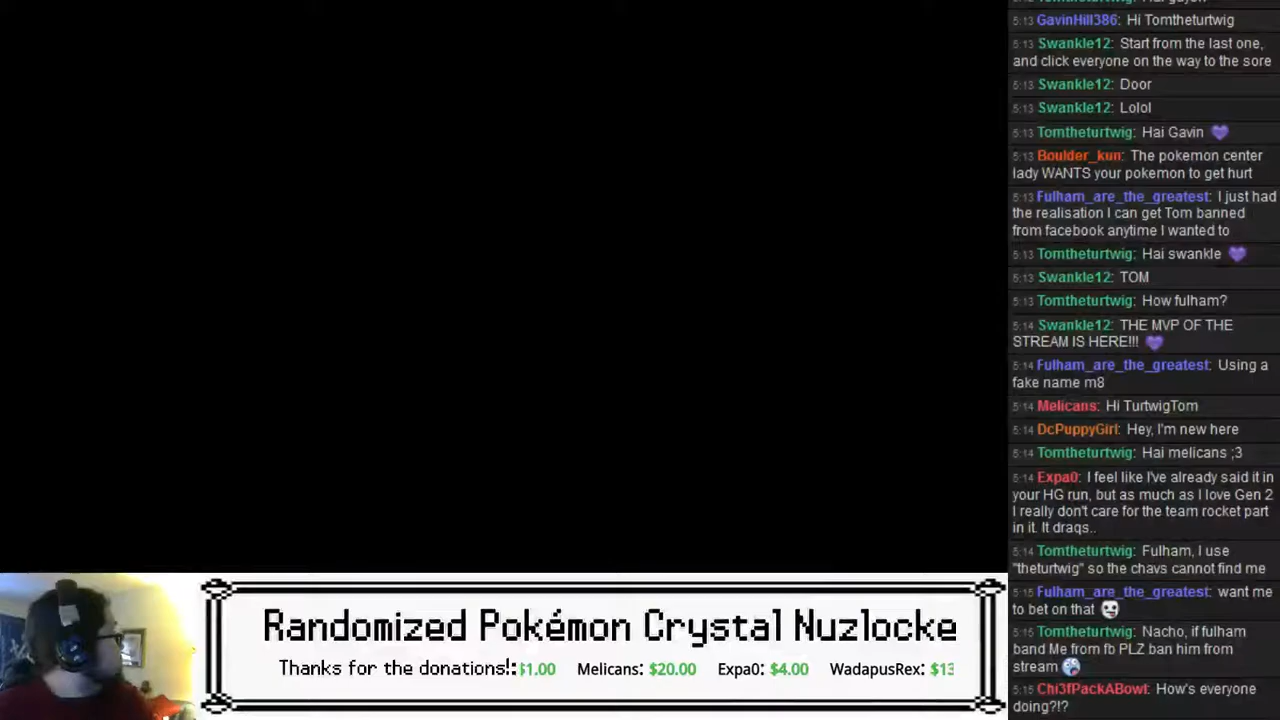 5:13 GavinHill386: Hi Tomtheturtwig
5:13 Swankle12: Start from the last one,
and click everyone on the way to the sore
5:13 Swankle12: Door
5:13 Swankle12: Lolol
5:13 Tomtheturtwig: Hai Gavin
5:13 Boulder_kun: The pokemon center
lady WANTS your pokemon to get hurt
5:13 Fulham_are_the_greatest: I just had
the realisation I can get Tom banned
from facebook anytime I wanted to
5:13 Tomtheturtwig: Hai swankle
5:13 Swankle12: TOM
5:13 Tomtheturtwig: How fulham?
5:14 Swankle12: THE MVP OF THE
STREAM IS HERE!!!
5:14 Fulham_are_the_greatest: Using a
fake name m8
5:14 Melicans: Hi TurtwigTom
5:14 DcPuppyGirl: Hey, I'm new here
5:14 Tomtheturtwig: Hai melicans ;3
5:14 Expa0: I feel like I've already said it in
your HG run, but as much as I love Gen 2
I really don't care for the team rocket part
in it. It drags..
5:14 Tomtheturtwig: Fulham, I use
"theturtwig" so the chavs cannot find me
5:15 Fulham_are_the_greatest: want me
to bet on that
5:15 Tomtheturtwig: Nacho, if fulham
band Me from fb PLZ ban him from
stream
5:15 Chi3fPackABowl: How's everyone
doing?!?
Randomized Pokémon Crystal Nuzlocke
Thanks for the donations!: $1.00 Melicans: $20.00 Expa0: $4.00 WadapusRex: $13